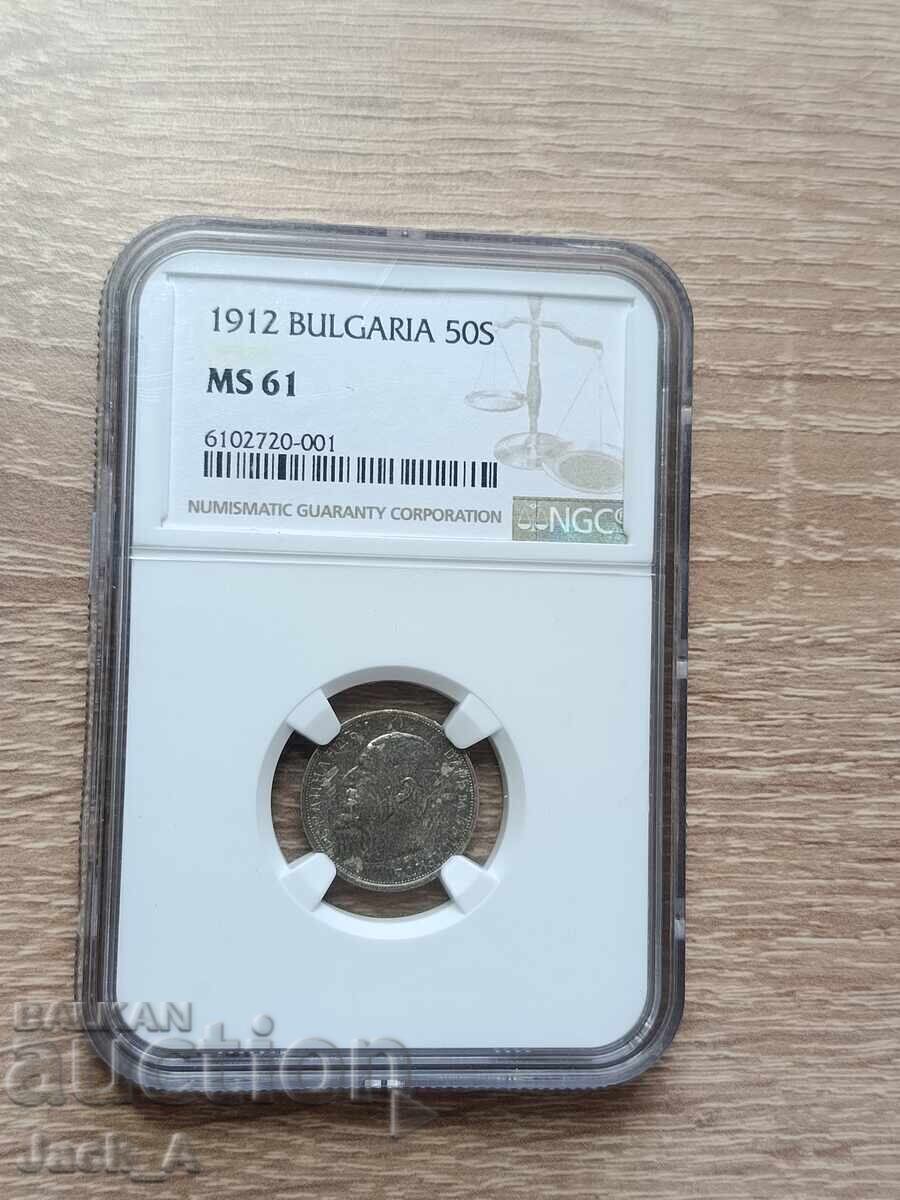 1912 BULGARIA 50S
MS 61
6102720-001
NUMISMATIC GUARANTY CORPORATION
NGC
BALKAN
auction
Jack_A